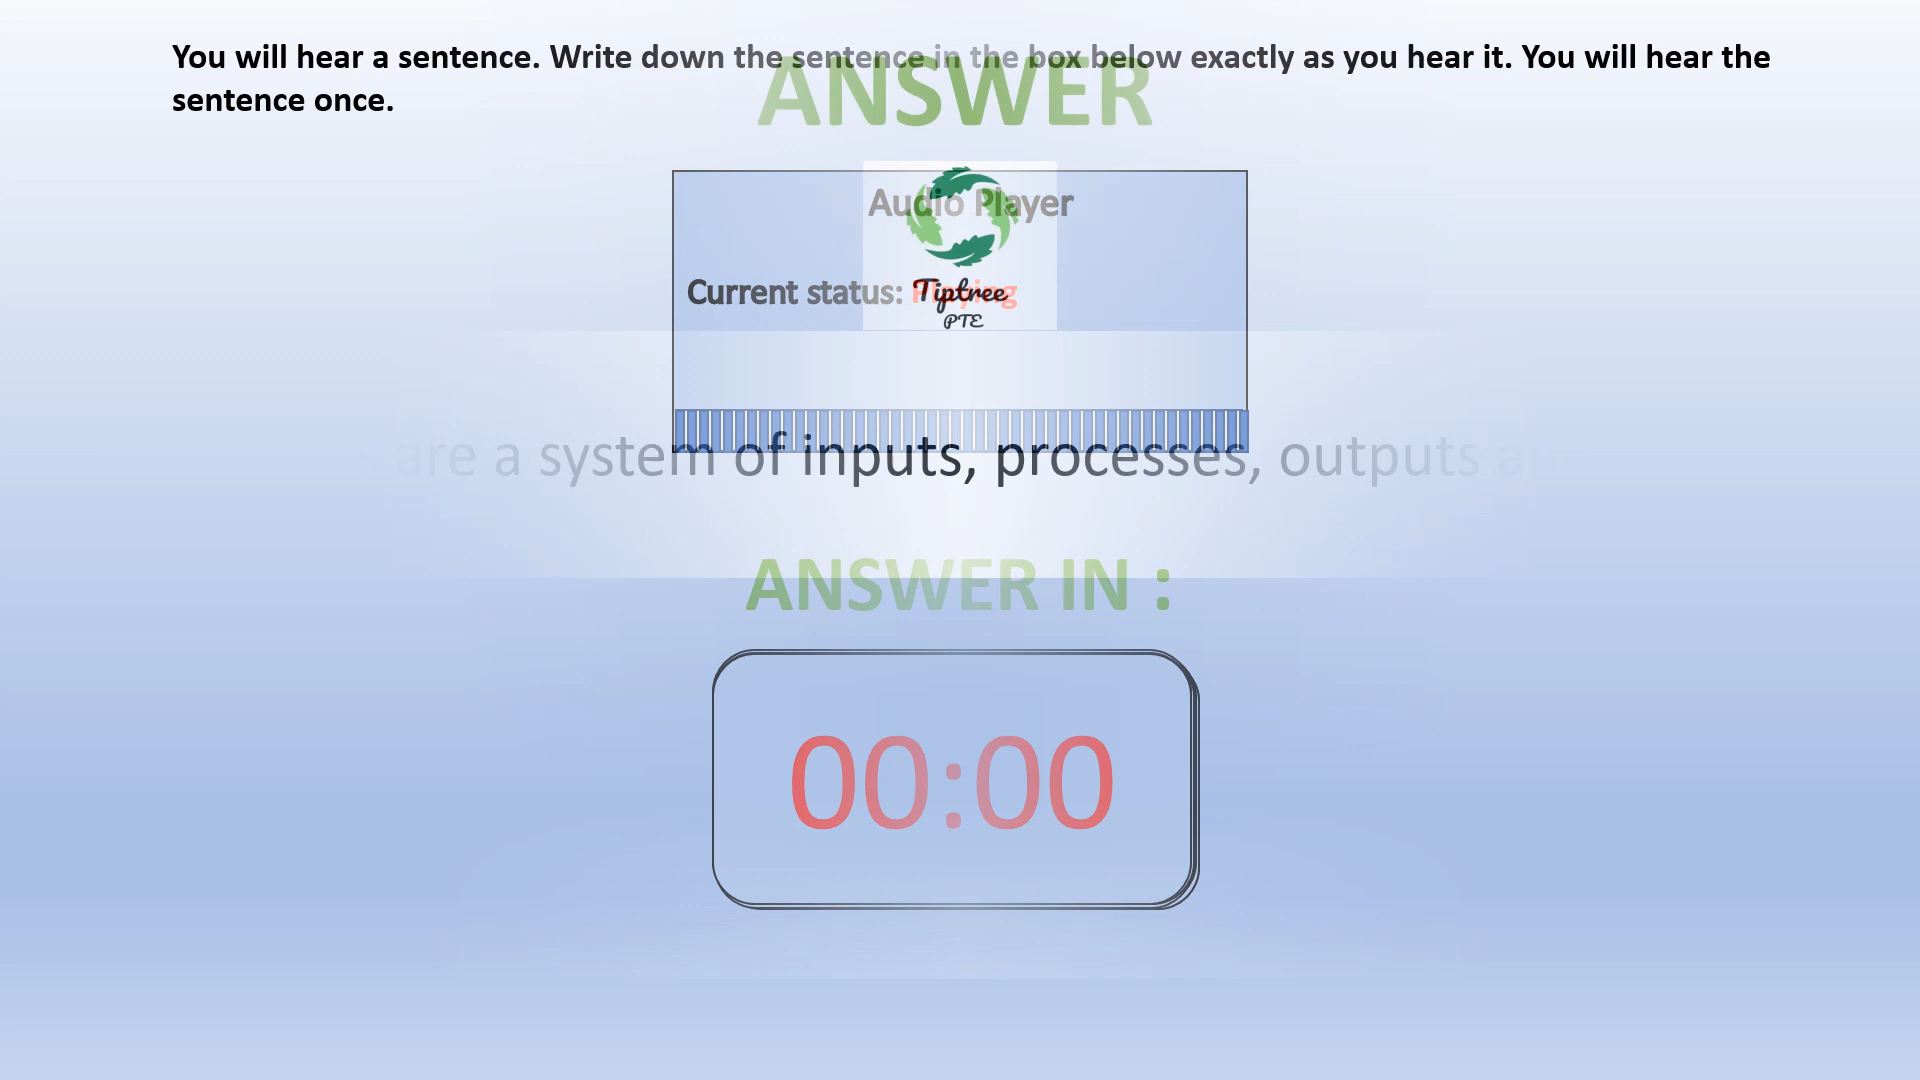 You will hear a sentence. Write down the sentence in the box below exactly as you hear it. You will hear the
sentence once.
ANSWER
Audio Player
Current status: Playing
Tiptree
PTE
are a system of inputs, processes, outputs
ANSWER IN :
00:00